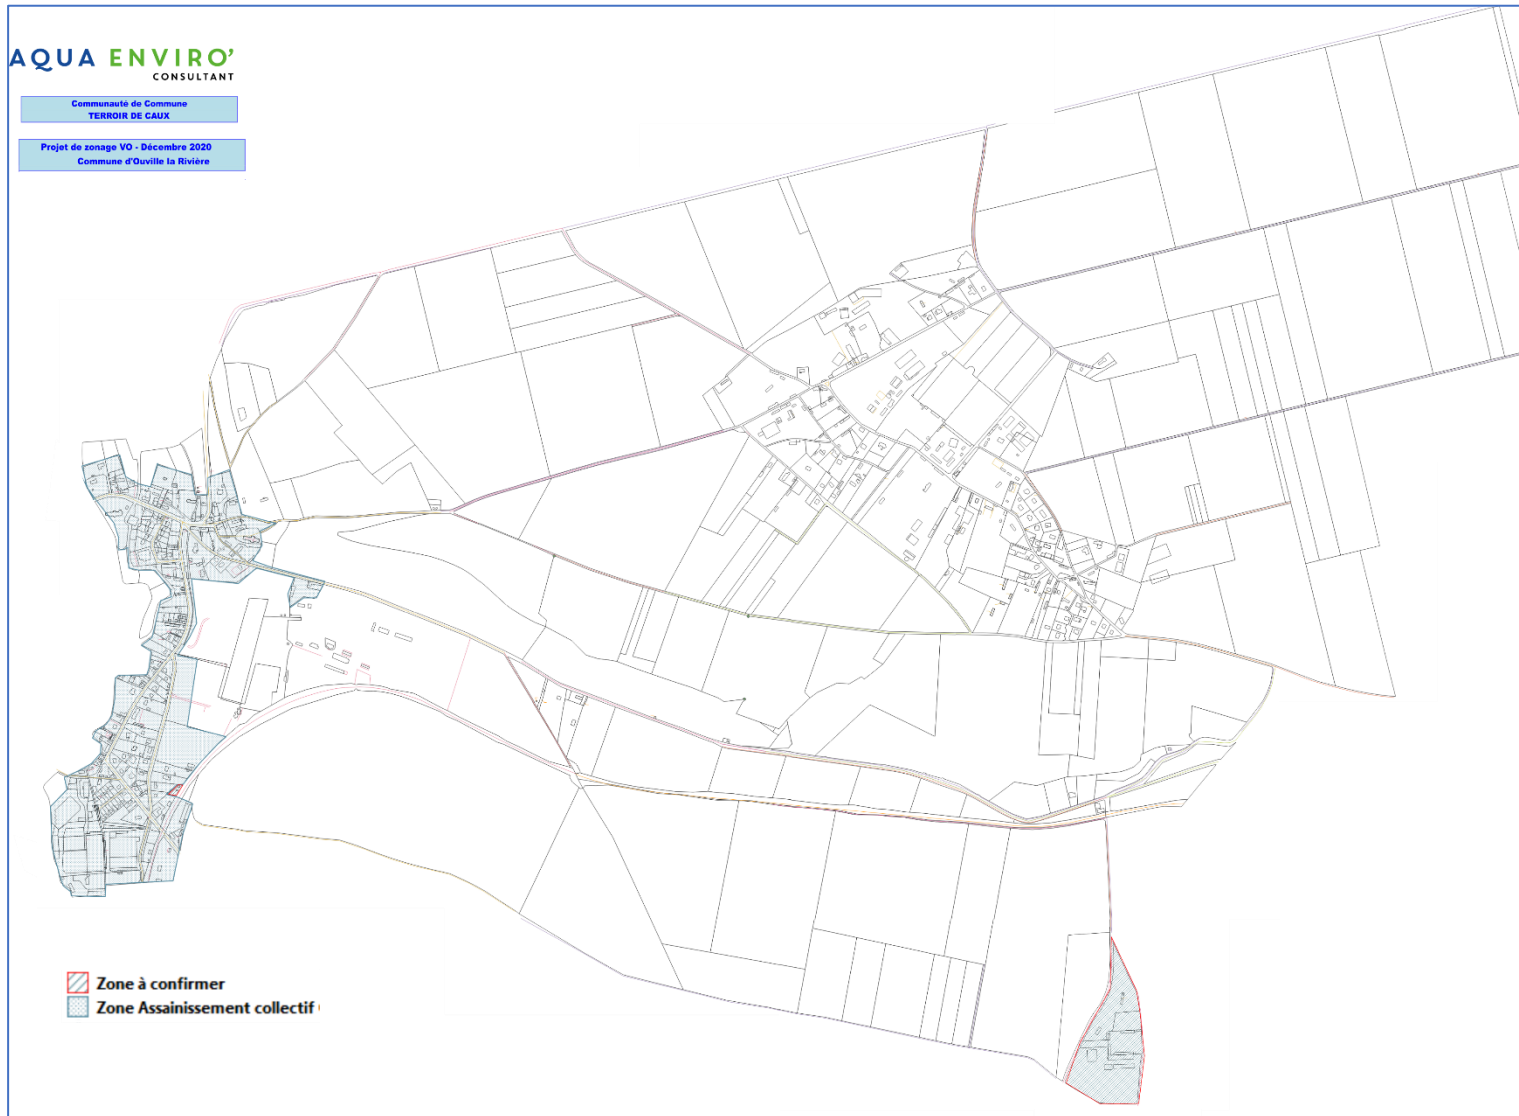 AQUA ENVIRO'
CONSULTANT
Communauté de Commune
TERROIR DE CAUX
Projet de zonage VO - Décembre 2020
Commune d'Ouville la Rivière
Zone à confirmer
Zone Assainissement collectif